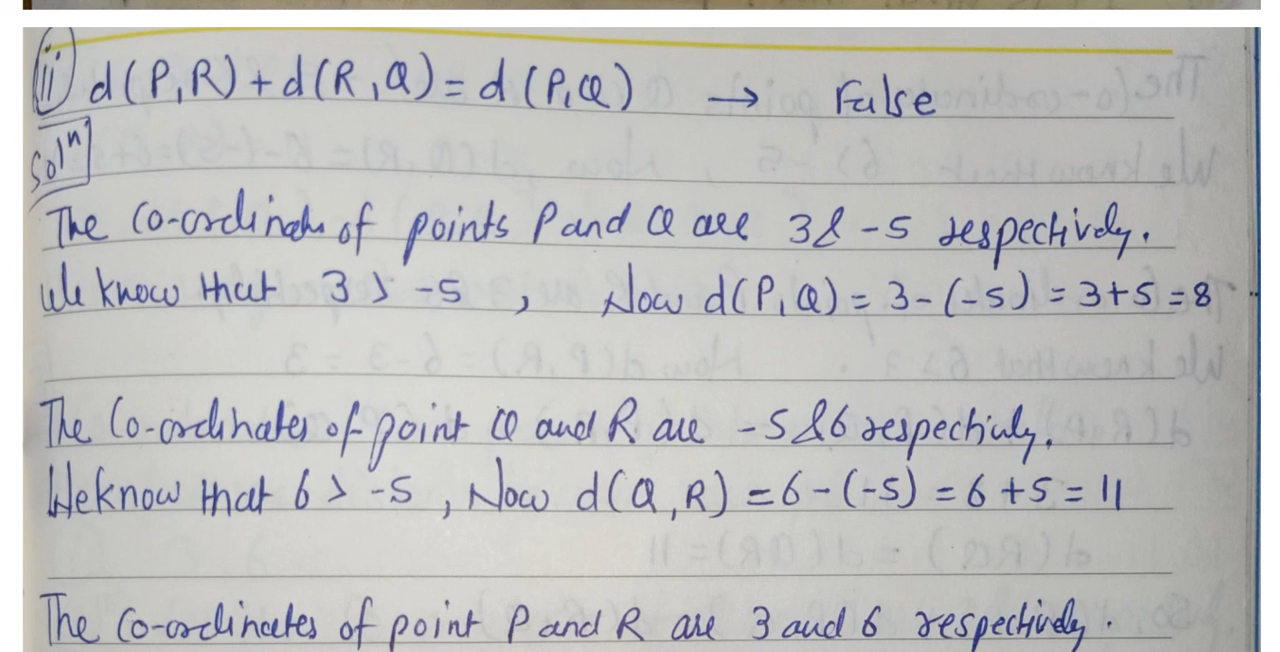 (ii) d(P,R) + d(R,Q) = d(P,Q) → False
Solⁿ
The Co-ordinates of points P and Q are 3 & -5 respectively.
We know that 3 > -5 , Now d(P,Q) = 3-(-5) = 3+5 = 8
The Co-ordinates of point Q and R are -5 & 6 respectively.
We know that 6 > -5 , Now d(Q,R) = 6-(-5) = 6+5 = 11
The Co-ordinates of point P and R are 3 and 6 respectively.